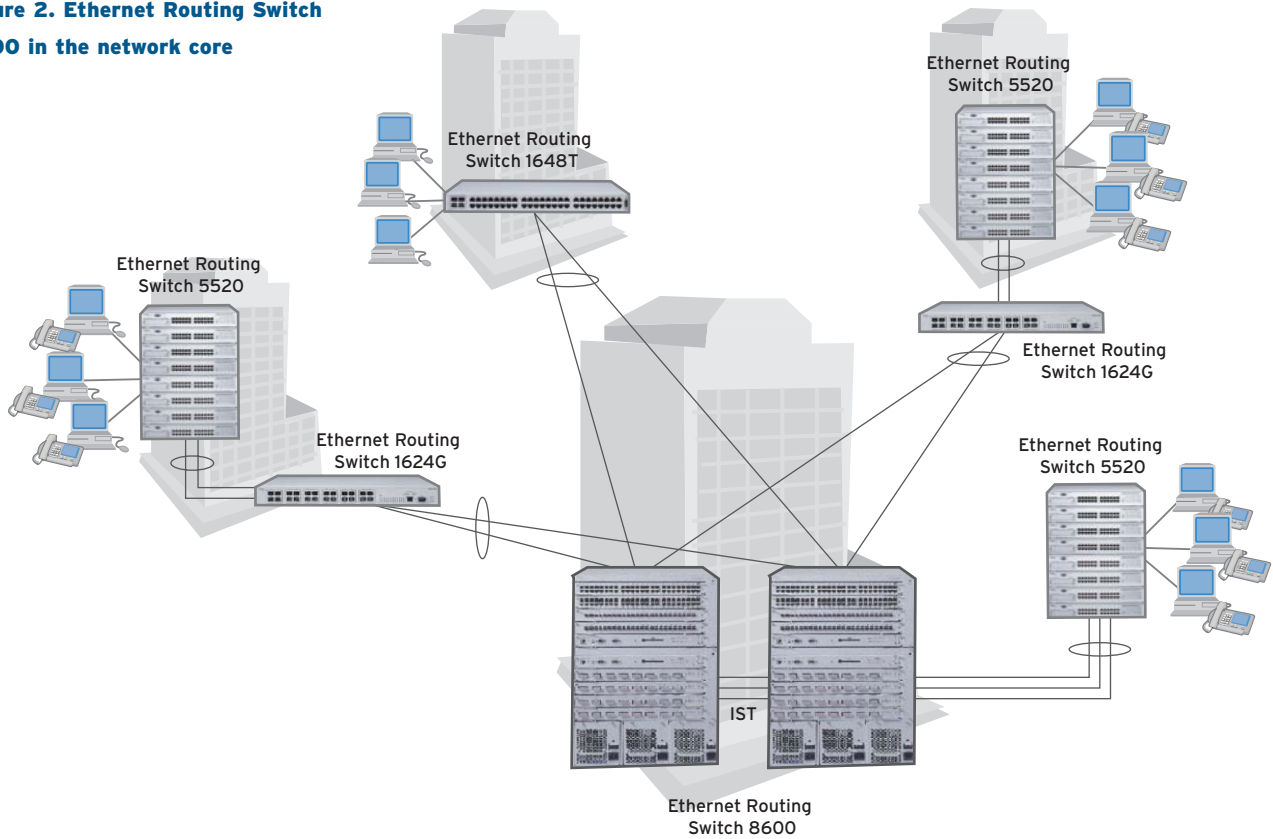 ure 2. Ethernet Routing Switch
00 in the network core
Ethernet Routing
Switch 5520
Ethernet Routing
Switch 1648T
Ethernet Routing
Switch 5520
Ethernet Routing
Switch 1624G
Ethernet Routing
Switch 1624G
Ethernet Routing
Switch 5520
IST
Ethernet Routing
Switch 8600